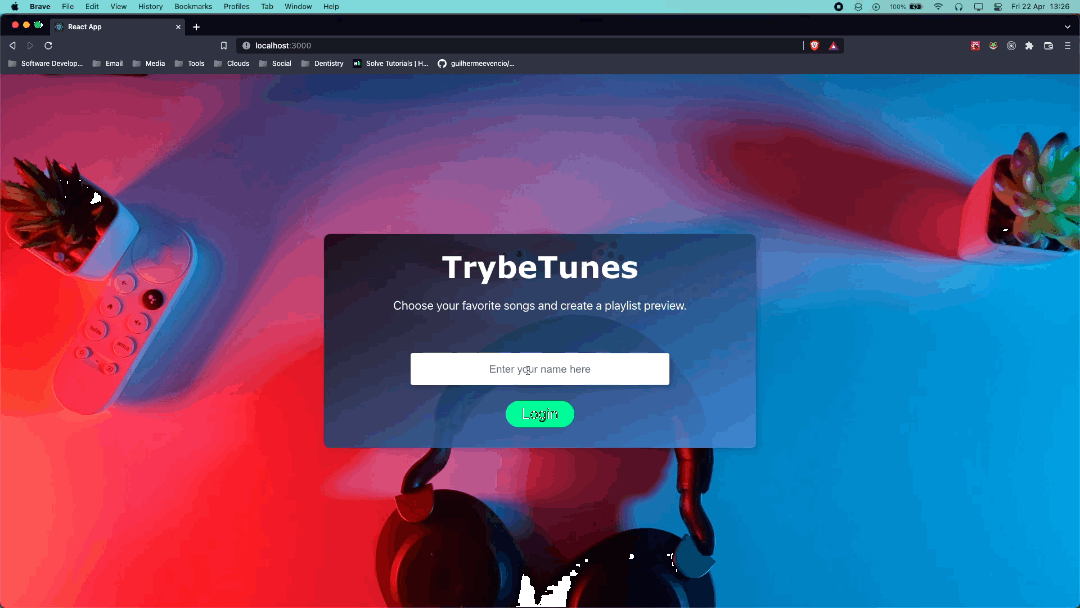 Brave File Edit View History Bookmarks Profiles Tab Window Help 100% Fri 22 Apr 13:26
React App
localhost:3000
Software Develop... Email Media Tools Clouds Social Dentistry Solve Tutorials | H... guilhermeevencio/...
TrybeTunes
Choose your favorite songs and create a playlist preview.
Enter your name here
Login